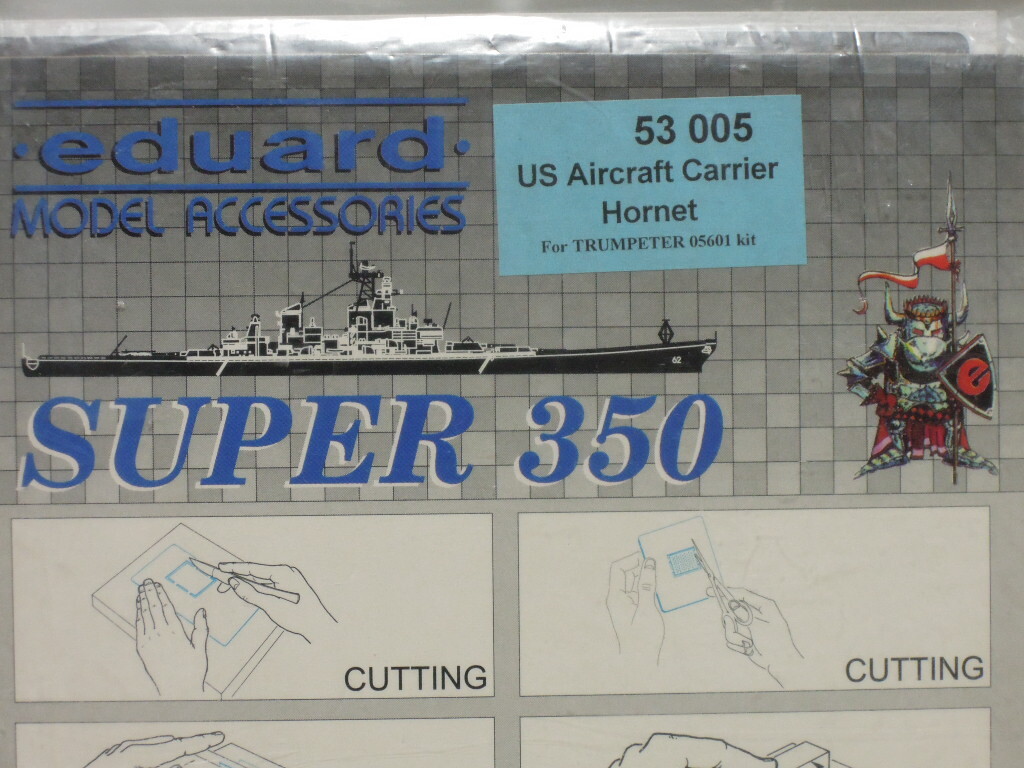 ·eduard·
MODEL ACCESSORIES
53 005
US Aircraft Carrier
Hornet
For TRUMPETER 05601 kit
62
e
SUPER 350
CUTTING
CUTTING